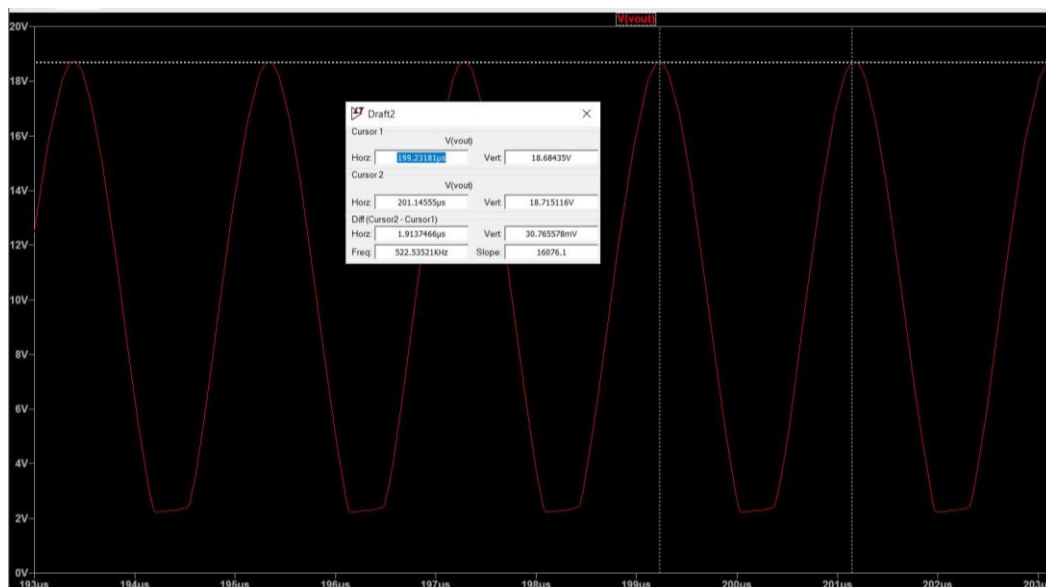 V(vout)
20V
18V
16V
14V
12V
10V
8V
6V
4V
2V
0V
Draft2
Cursor 1
V(vout)
Horz: 199.23181µs Vert: 18.68435V
Cursor 2
V(vout)
Horz: 201.14555µs Vert: 18.715116V
Diff (Cursor2 - Cursor1)
Horz: 1.9137466µs Vert: 30.765578mV
Freq: 522.53521KHz Slope: 16076.1
193µs 194µs 195µs 196µs 197µs 198µs 199µs 200µs 201µs 202µs